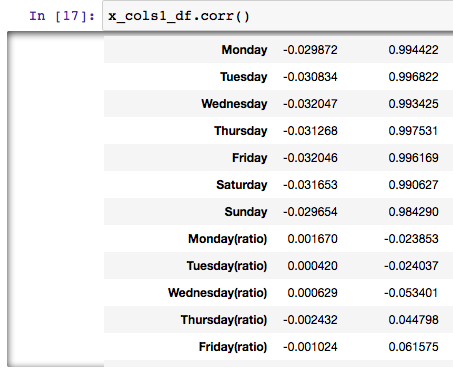 In [17]: x_cols1_df.corr()
Monday -0.029872 0.994422
Tuesday -0.030834 0.996822
Wednesday -0.032047 0.993425
Thursday -0.031268 0.997531
Friday -0.032046 0.996169
Saturday -0.031653 0.990627
Sunday -0.029654 0.984290
Monday(ratio) 0.001670 -0.023853
Tuesday(ratio) 0.000420 -0.024037
Wednesday(ratio) 0.000629 -0.053401
Thursday(ratio) -0.002432 0.044798
Friday(ratio) -0.001024 0.061575